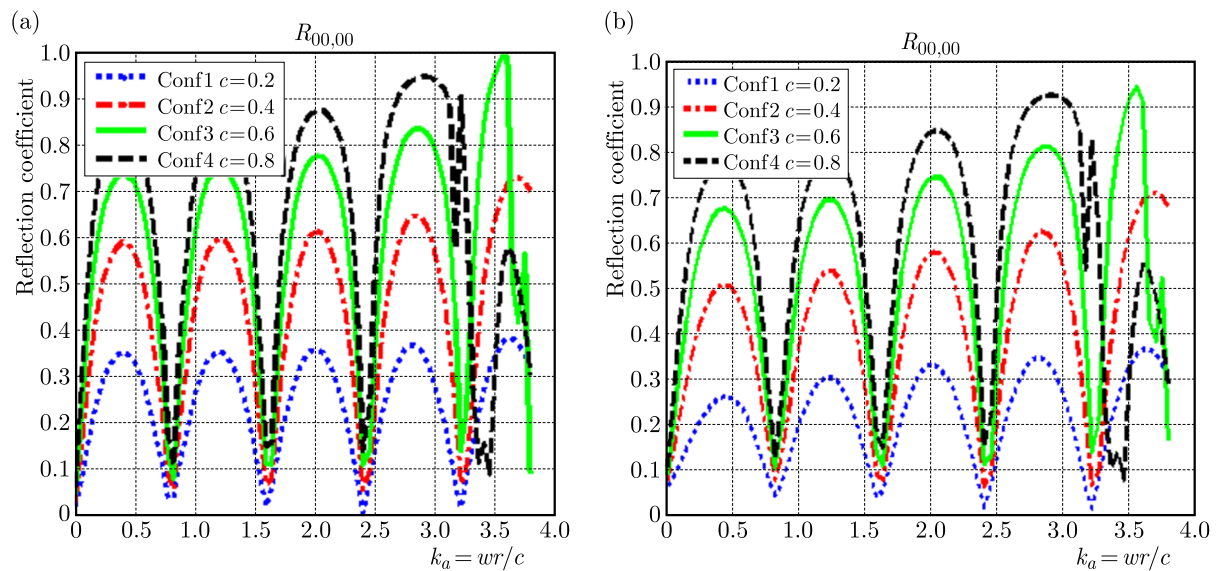 (a)
R00,00
Reflection coefficient
1.0
0.9
0.8
0.7
0.6
0.5
0.4
0.3
0.2
0.1
0
Conf1 c=0.2
Conf2 c=0.4
Conf3 c=0.6
Conf4 c=0.8
0.5
1.0
1.5
2.0
2.5
3.0
3.5
4.0
ka=wr/c
(b)
R00,00
Reflection coefficient
1.0
0.9
0.8
0.7
0.6
0.5
0.4
0.3
0.2
0.1
0
Conf1 c=0.2
Conf2 c=0.4
Conf3 c=0.6
Conf4 c=0.8
0.5
1.0
1.5
2.0
2.5
3.0
3.5
4.0
ka=wr/c